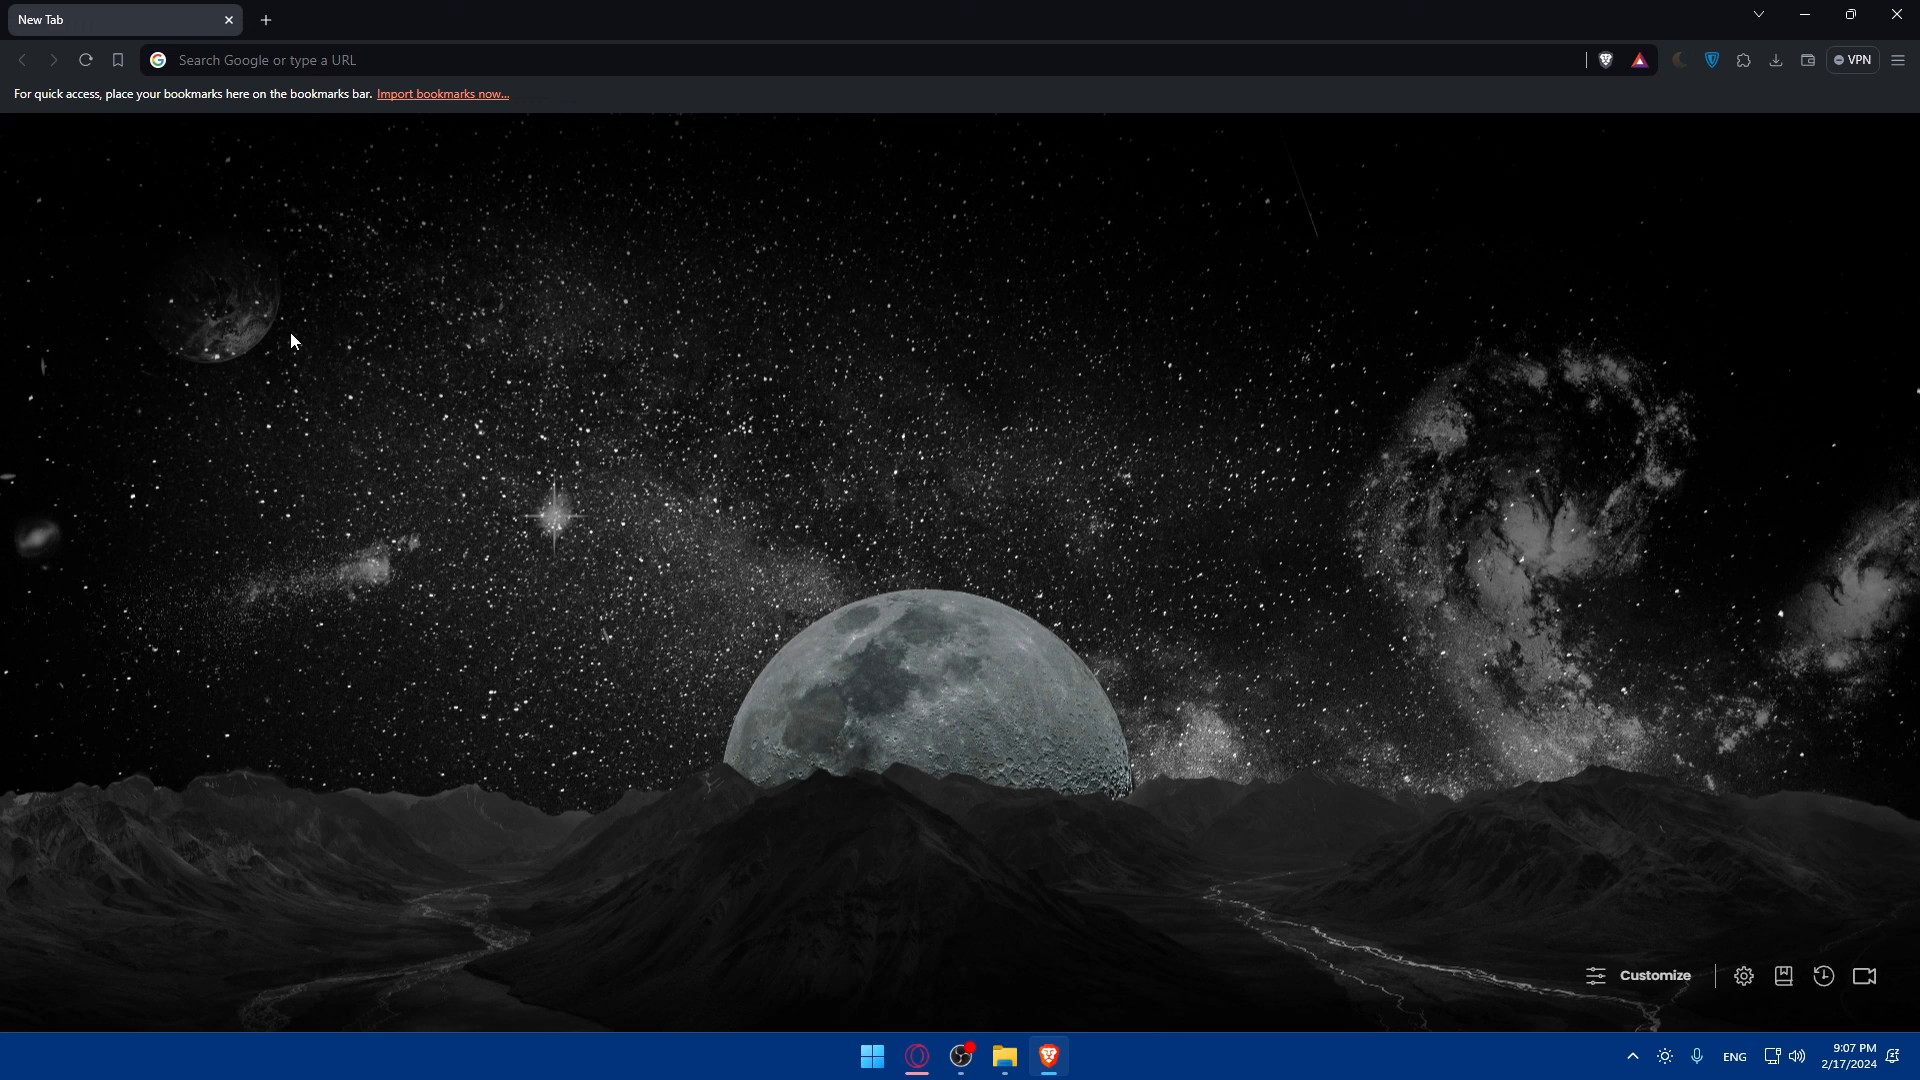 New Tab
Search Google or type a URL
VPN
For quick access, place your bookmarks here on the bookmarks bar. Import bookmarks now...
Customize
ENG
9:07 PM
2/17/2024